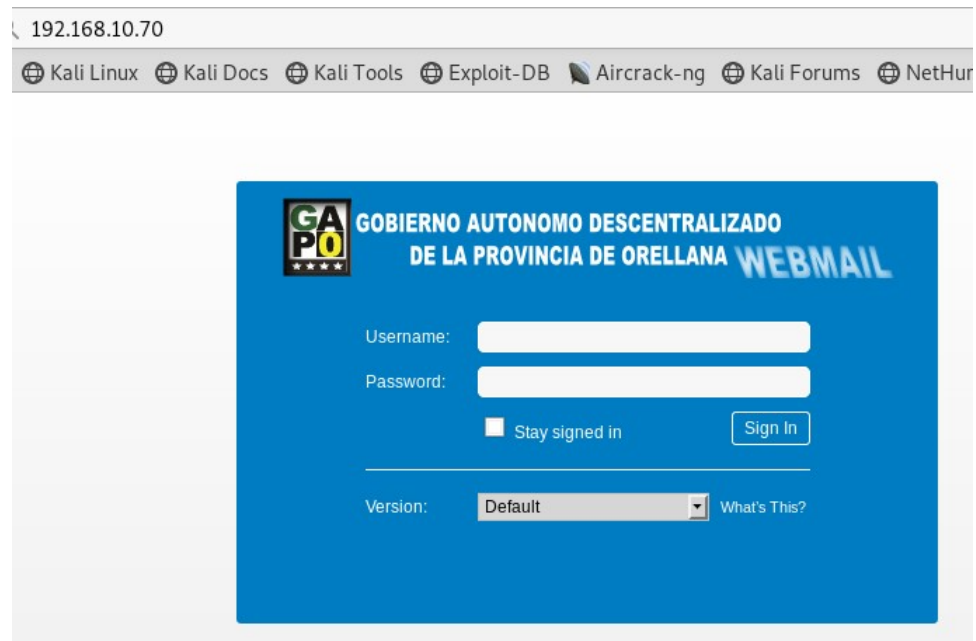 192.168.10.70
Kali Linux Kali Docs Kali Tools Exploit-DB Aircrack-ng Kali Forums NetHun
GA
PO
GOBIERNO AUTONOMO DESCENTRALIZADO
DE LA PROVINCIA DE ORELLANA WEBMAIL
Username:
Password:
Stay signed in Sign In
Version: Default What's This?